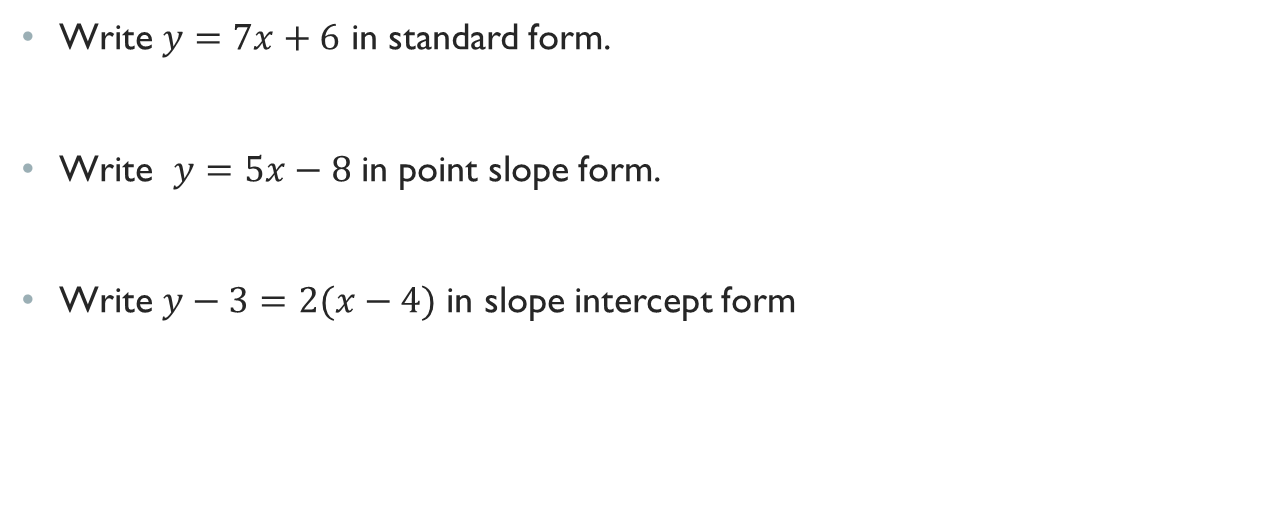 • Write 𝑦 = 7𝑥 + 6 in standard form.
• Write 𝑦 = 5𝑥 − 8 in point slope form.
• Write 𝑦 − 3 = 2(𝑥 − 4) in slope intercept form